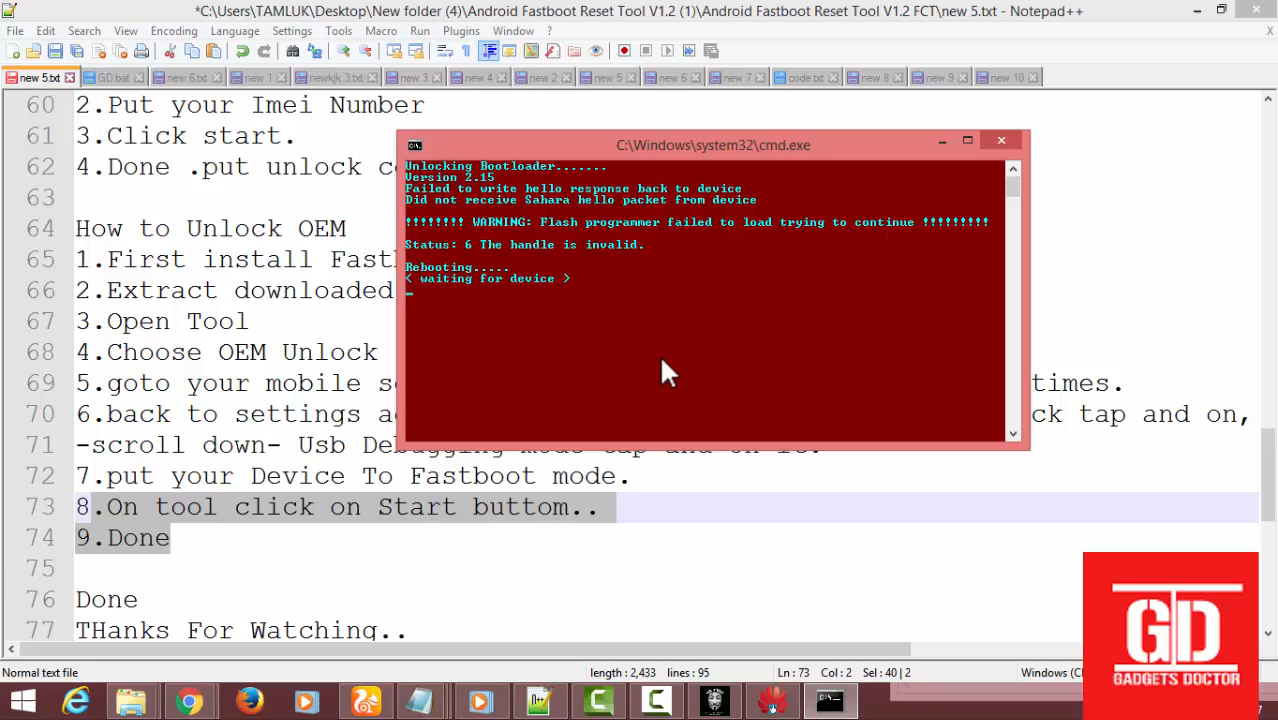 *C:\Users\TAMLUK\Desktop\New folder (4)\Android Fastboot Reset Tool V1.2 (1)\Android Fastboot Reset Tool V1.2 FCT\new 5.txt - Notepad++
File Edit Search View Encoding Language Settings Tools Macro Run Plugins Window ?
X
new 5.txt GD.bat new 6.txt new 1 newkjk 3.txt new 3 new 4 new 2 new 5 new 6 new 7 code.txt new 8 new 9 new 10
60 2.Put your Imei Number
61 3.Click start.
62 4.Done .put unlock c
63
64 How to Unlock OEM
65 1.First install Fast
66 2.Extract downloaded
67 3.Open Tool
68 4.Choose OEM Unlock
69 5.goto your mobile s times.
70 6.back to settings a ck tap and on,
71 -scroll down- Usb De
72 7.put your Device To Fastboot mode.
73 8.On tool click on Start buttom..
74 9.Done
75
76 Done
77 THanks For Watching..
C:\Windows\system32\cmd.exe
Unlocking Bootloader.......
Version 2.15
Failed to write hello response back to device
Did not receive Sahara hello packet from device
!!!!!!!! WARNING: Flash programmer failed to load trying to continue !!!!!!!!!
Status: 6 The handle is invalid.
Rebooting.....
< waiting for device >
Normal text file length : 2,433 lines : 95 Ln : 73 Col : 2 Sel : 40 | 2 Windows (C
GD
GADGETS DOCTOR